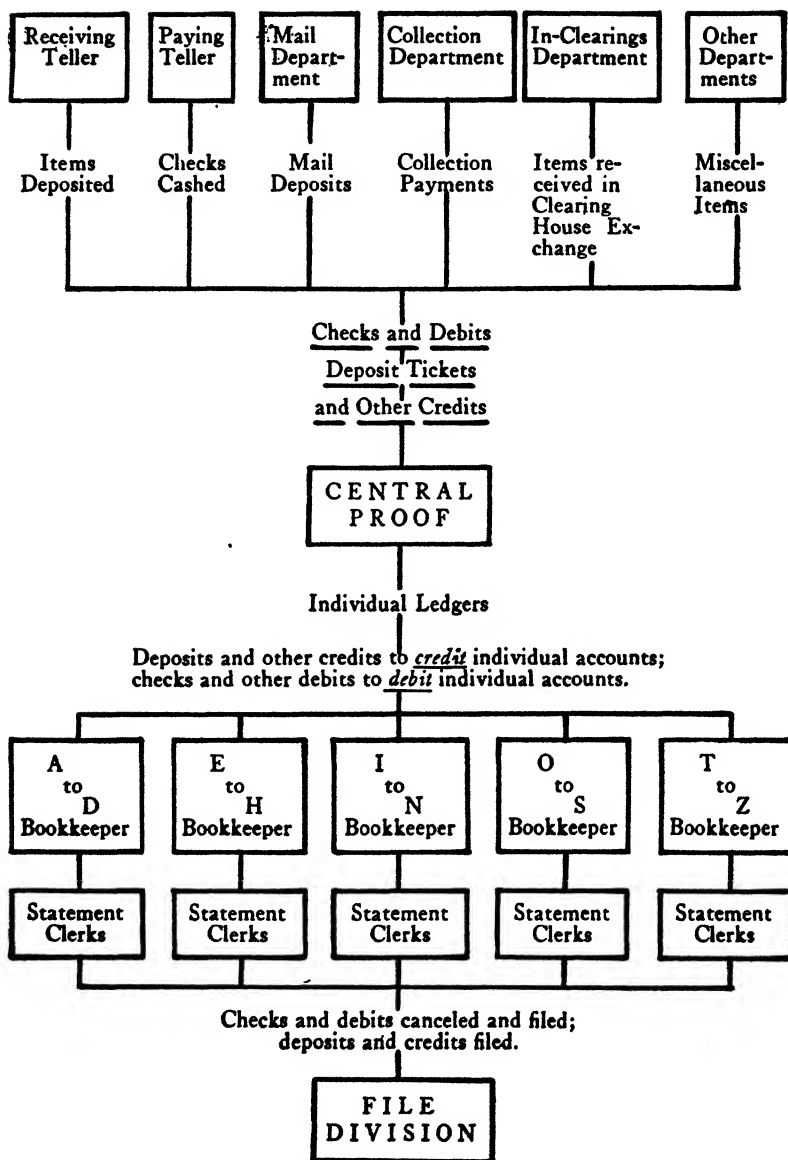 Receiving
Teller
Paying
Teller
Mail
Depart-
ment
Collection
Department
In-Clearings
Department
Other
Depart-
ments
Items
Deposited
Checks
Cashed
Mail
Deposits
Collection
Payments
Items re-
ceived in
Clearing
House Ex-
change
Miscel-
laneous
Items
Checks and Debits
Deposit Tickets
and Other Credits
CENTRAL
PROOF
Individual Ledgers
Deposits and other credits to credit individual accounts;
checks and other debits to debit individual accounts.
A
to
D
Bookkeeper
E
to
H
Bookkeeper
I
to
N
Bookkeeper
O
to
S
Bookkeeper
T
to
Z
Bookkeeper
Statement
Clerks
Statement
Clerks
Statement
Clerks
Statement
Clerks
Statement
Clerks
Checks and debits canceled and filed;
deposits and credits filed.
FILE
DIVISION